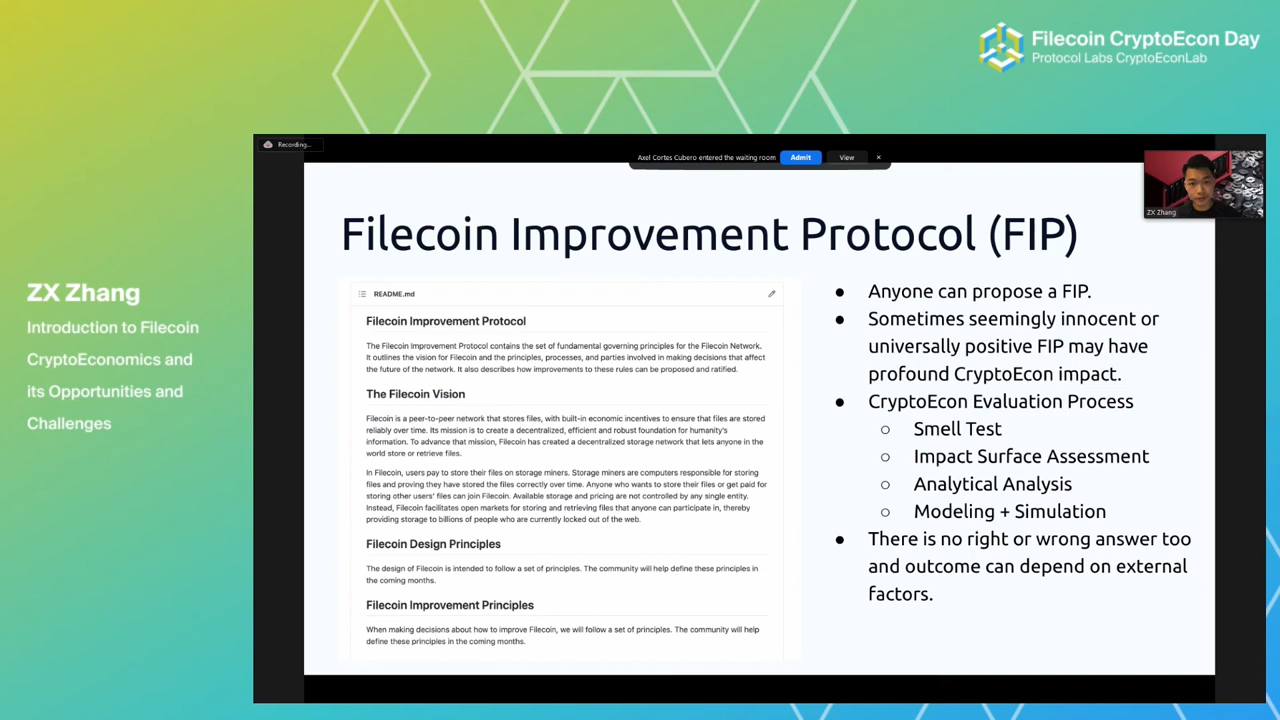 Filecoin CryptoEcon Day
Protocol Labs CryptoEconLab
Recording...
Axel Cortes Cubero entered the waiting room
Admit
View
ZX Zhang
ZX Zhang
Introduction to Filecoin
CryptoEconomics and
its Opportunities and
Challenges
Filecoin Improvement Protocol (FIP)
README.md
Filecoin Improvement Protocol
The Filecoin Improvement Protocol contains the set of fundamental governing principles for the Filecoin Network.
It outlines the vision for Filecoin and the principles, processes, and parties involved in making decisions that affect
the future of the network. It also describes how improvements to these rules can be proposed and ratified.
The Filecoin Vision
Filecoin is a peer-to-peer network that stores files, with built-in economic incentives to ensure that files are stored
reliably over time. Its mission is to create a decentralized, efficient and robust foundation for humanity's
information. To advance that mission, Filecoin has created a decentralized storage network that lets anyone in the
world store or retrieve files.
In Filecoin, users pay to store their files on storage miners. Storage miners are computers responsible for storing
files and proving they have stored the files correctly over time. Anyone who wants to store their files or get paid for
storing other users' files can join Filecoin. Available storage and pricing are not controlled by any single entity.
Instead, Filecoin facilitates open markets for storing and retrieving files that anyone can participate in, thereby
providing storage to billions of people who are currently locked out of the web.
Filecoin Design Principles
The design of Filecoin is intended to follow a set of principles. The community will help define these principles in
the coming months.
Filecoin Improvement Principles
When making decisions about how to improve Filecoin, we will follow a set of principles. The community will help
define these principles in the coming months.
● Anyone can propose a FIP.
● Sometimes seemingly innocent or
universally positive FIP may have
profound CryptoEcon impact.
● CryptoEcon Evaluation Process
○ Smell Test
○ Impact Surface Assessment
○ Analytical Analysis
○ Modeling + Simulation
● There is no right or wrong answer too
and outcome can depend on external
factors.